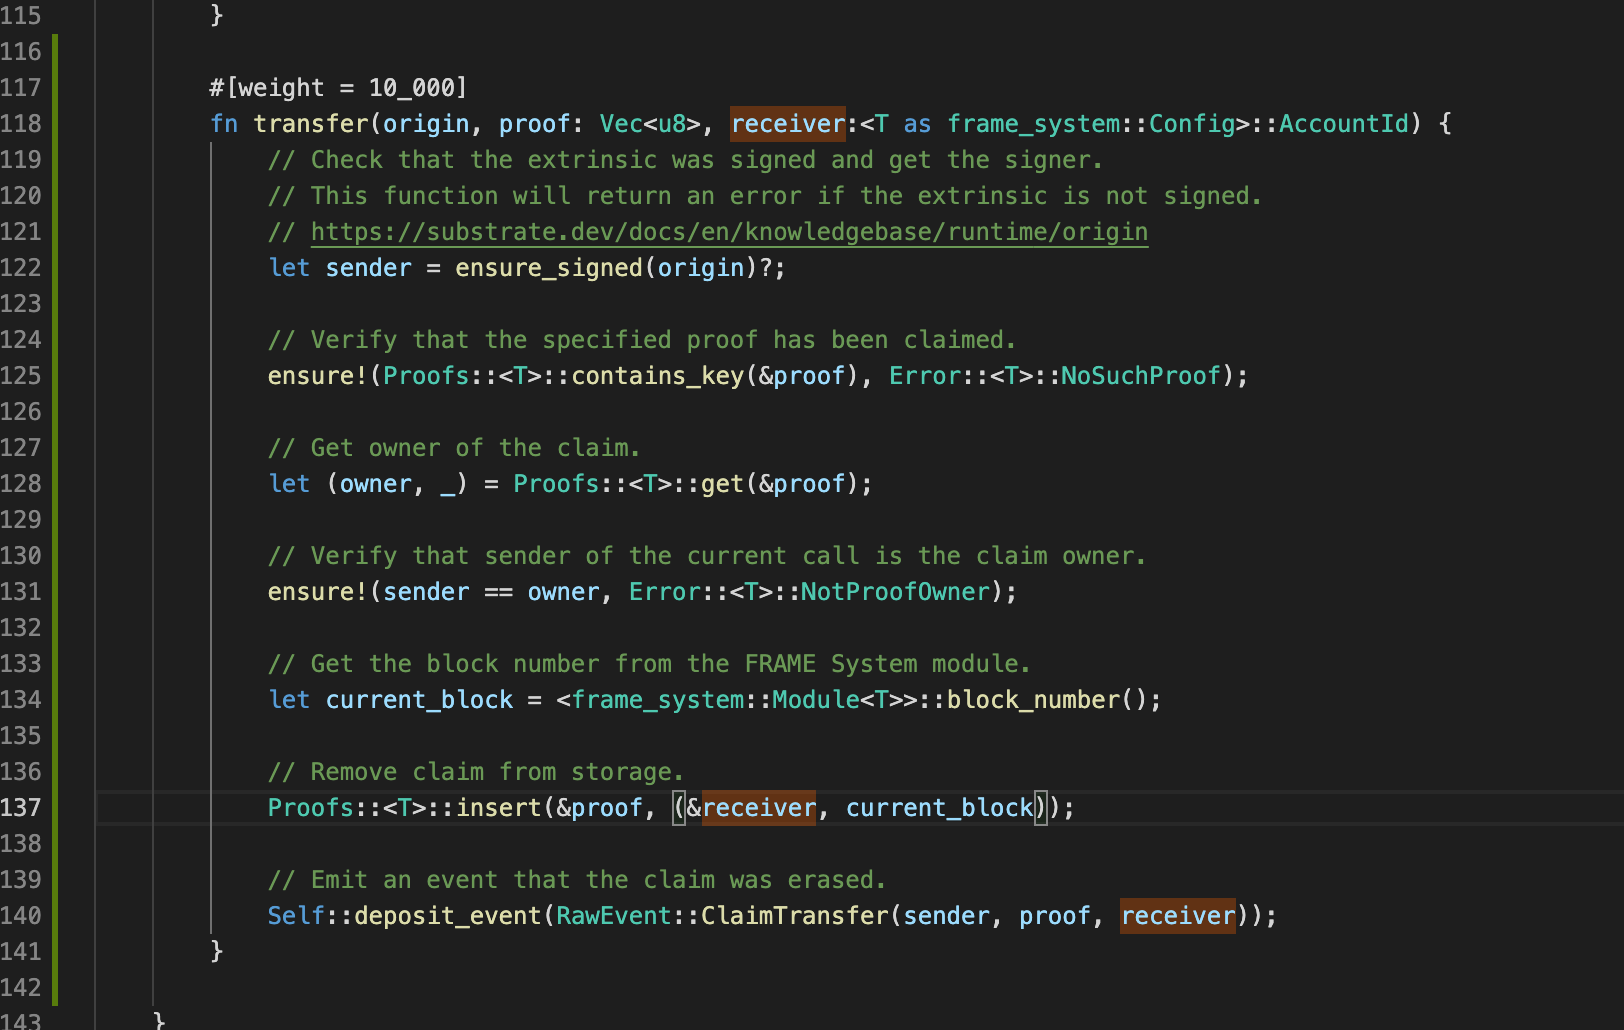 115 }
116
117 #[weight = 10_000]
118 fn transfer(origin, proof: Vec<u8>, receiver:<T as frame_system::Config>::AccountId) {
119 // Check that the extrinsic was signed and get the signer.
120 // This function will return an error if the extrinsic is not signed.
121 // https://substrate.dev/docs/en/knowledgebase/runtime/origin
122 let sender = ensure_signed(origin)?;
123
124 // Verify that the specified proof has been claimed.
125 ensure!(Proofs::<T>::contains_key(&proof), Error::<T>::NoSuchProof);
126
127 // Get owner of the claim.
128 let (owner, _) = Proofs::<T>::get(&proof);
129
130 // Verify that sender of the current call is the claim owner.
131 ensure!(sender == owner, Error::<T>::NotProofOwner);
132
133 // Get the block number from the FRAME System module.
134 let current_block = <frame_system::Module<T>>::block_number();
135
136 // Remove claim from storage.
137 Proofs::<T>::insert(&proof, (&receiver, current_block));
138
139 // Emit an event that the claim was erased.
140 Self::deposit_event(RawEvent::ClaimTransfer(sender, proof, receiver));
141 }
142
143 }